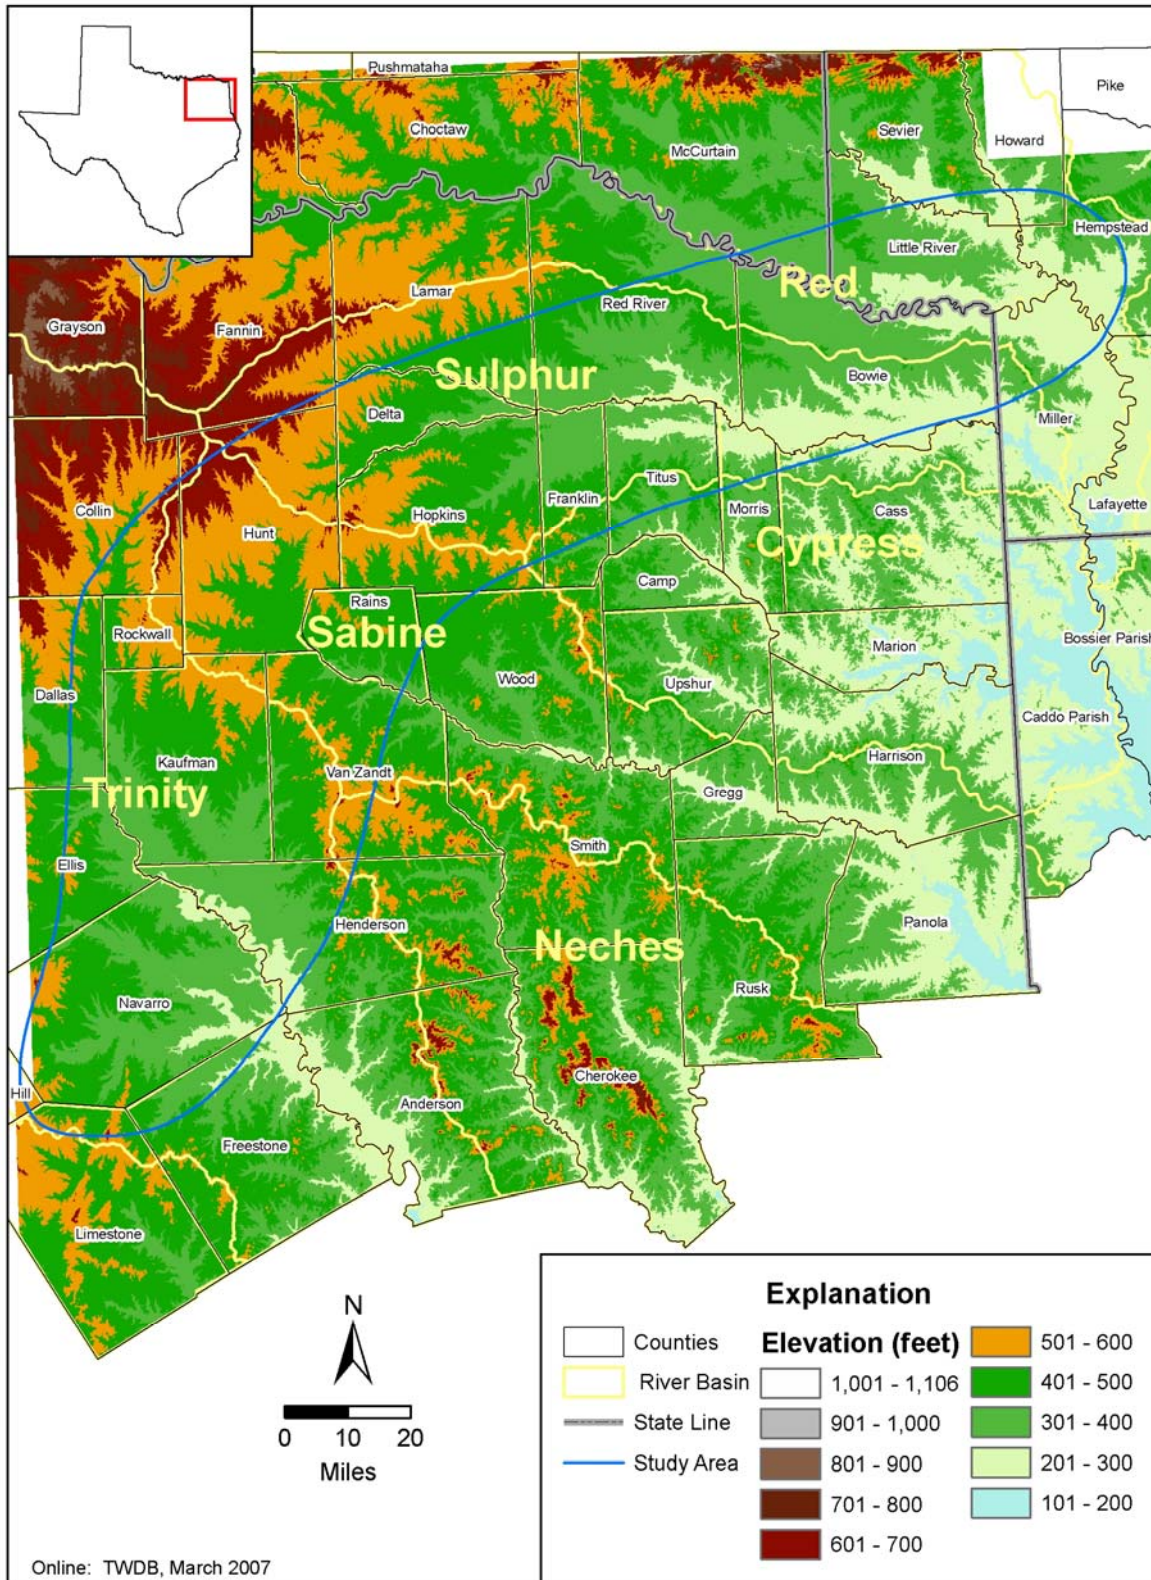 Pushmataha
Pike
Choctaw
Sevier
Howard
McCurtain
Hempstead
Little River
Red
Lamar
Red River
Grayson
Fannin
Sulphur
Bowie
Delta
Miller
Titus
Collin
Franklin
Morris
Cass
Lafayette
Hopkins
Hunt
Cypress
Camp
Rains
Rockwall
Sabine
Bossier Parish
Marion
Wood
Upshur
Dallas
Caddo Parish
Harrison
Kaufman
Van Zandt
Trinity
Gregg
Smith
Ellis
Panola
Henderson
Neches
Rusk
Navarro
Cherokee
Hill
Anderson
Freestone
Limestone
N
0 10 20
Miles
Explanation
Counties
River Basin
State Line
Study Area
Elevation (feet)
1,001 - 1,106
901 - 1,000
801 - 900
701 - 800
601 - 700
501 - 600
401 - 500
301 - 400
201 - 300
101 - 200
Online: TWDB, March 2007